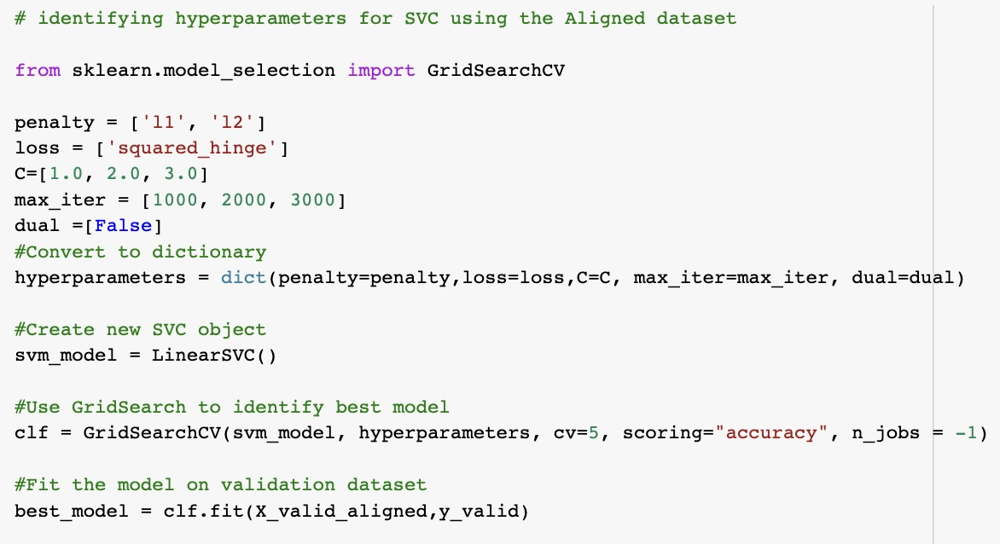 # identifying hyperparameters for SVC using the Aligned dataset
from sklearn.model_selection import GridSearchCV
penalty = ['l1', 'l2']
loss = ['squared_hinge']
C=[1.0, 2.0, 3.0]
max_iter = [1000, 2000, 3000]
dual =[False]
#Convert to dictionary
hyperparameters = dict(penalty=penalty,loss=loss,C=C, max_iter=max_iter, dual=dual)
#Create new SVC object
svm_model = LinearSVC()
#Use GridSearch to identify best model
clf = GridSearchCV(svm_model, hyperparameters, cv=5, scoring="accuracy", n_jobs = -1)
#Fit the model on validation dataset
best_model = clf.fit(X_valid_aligned,y_valid)